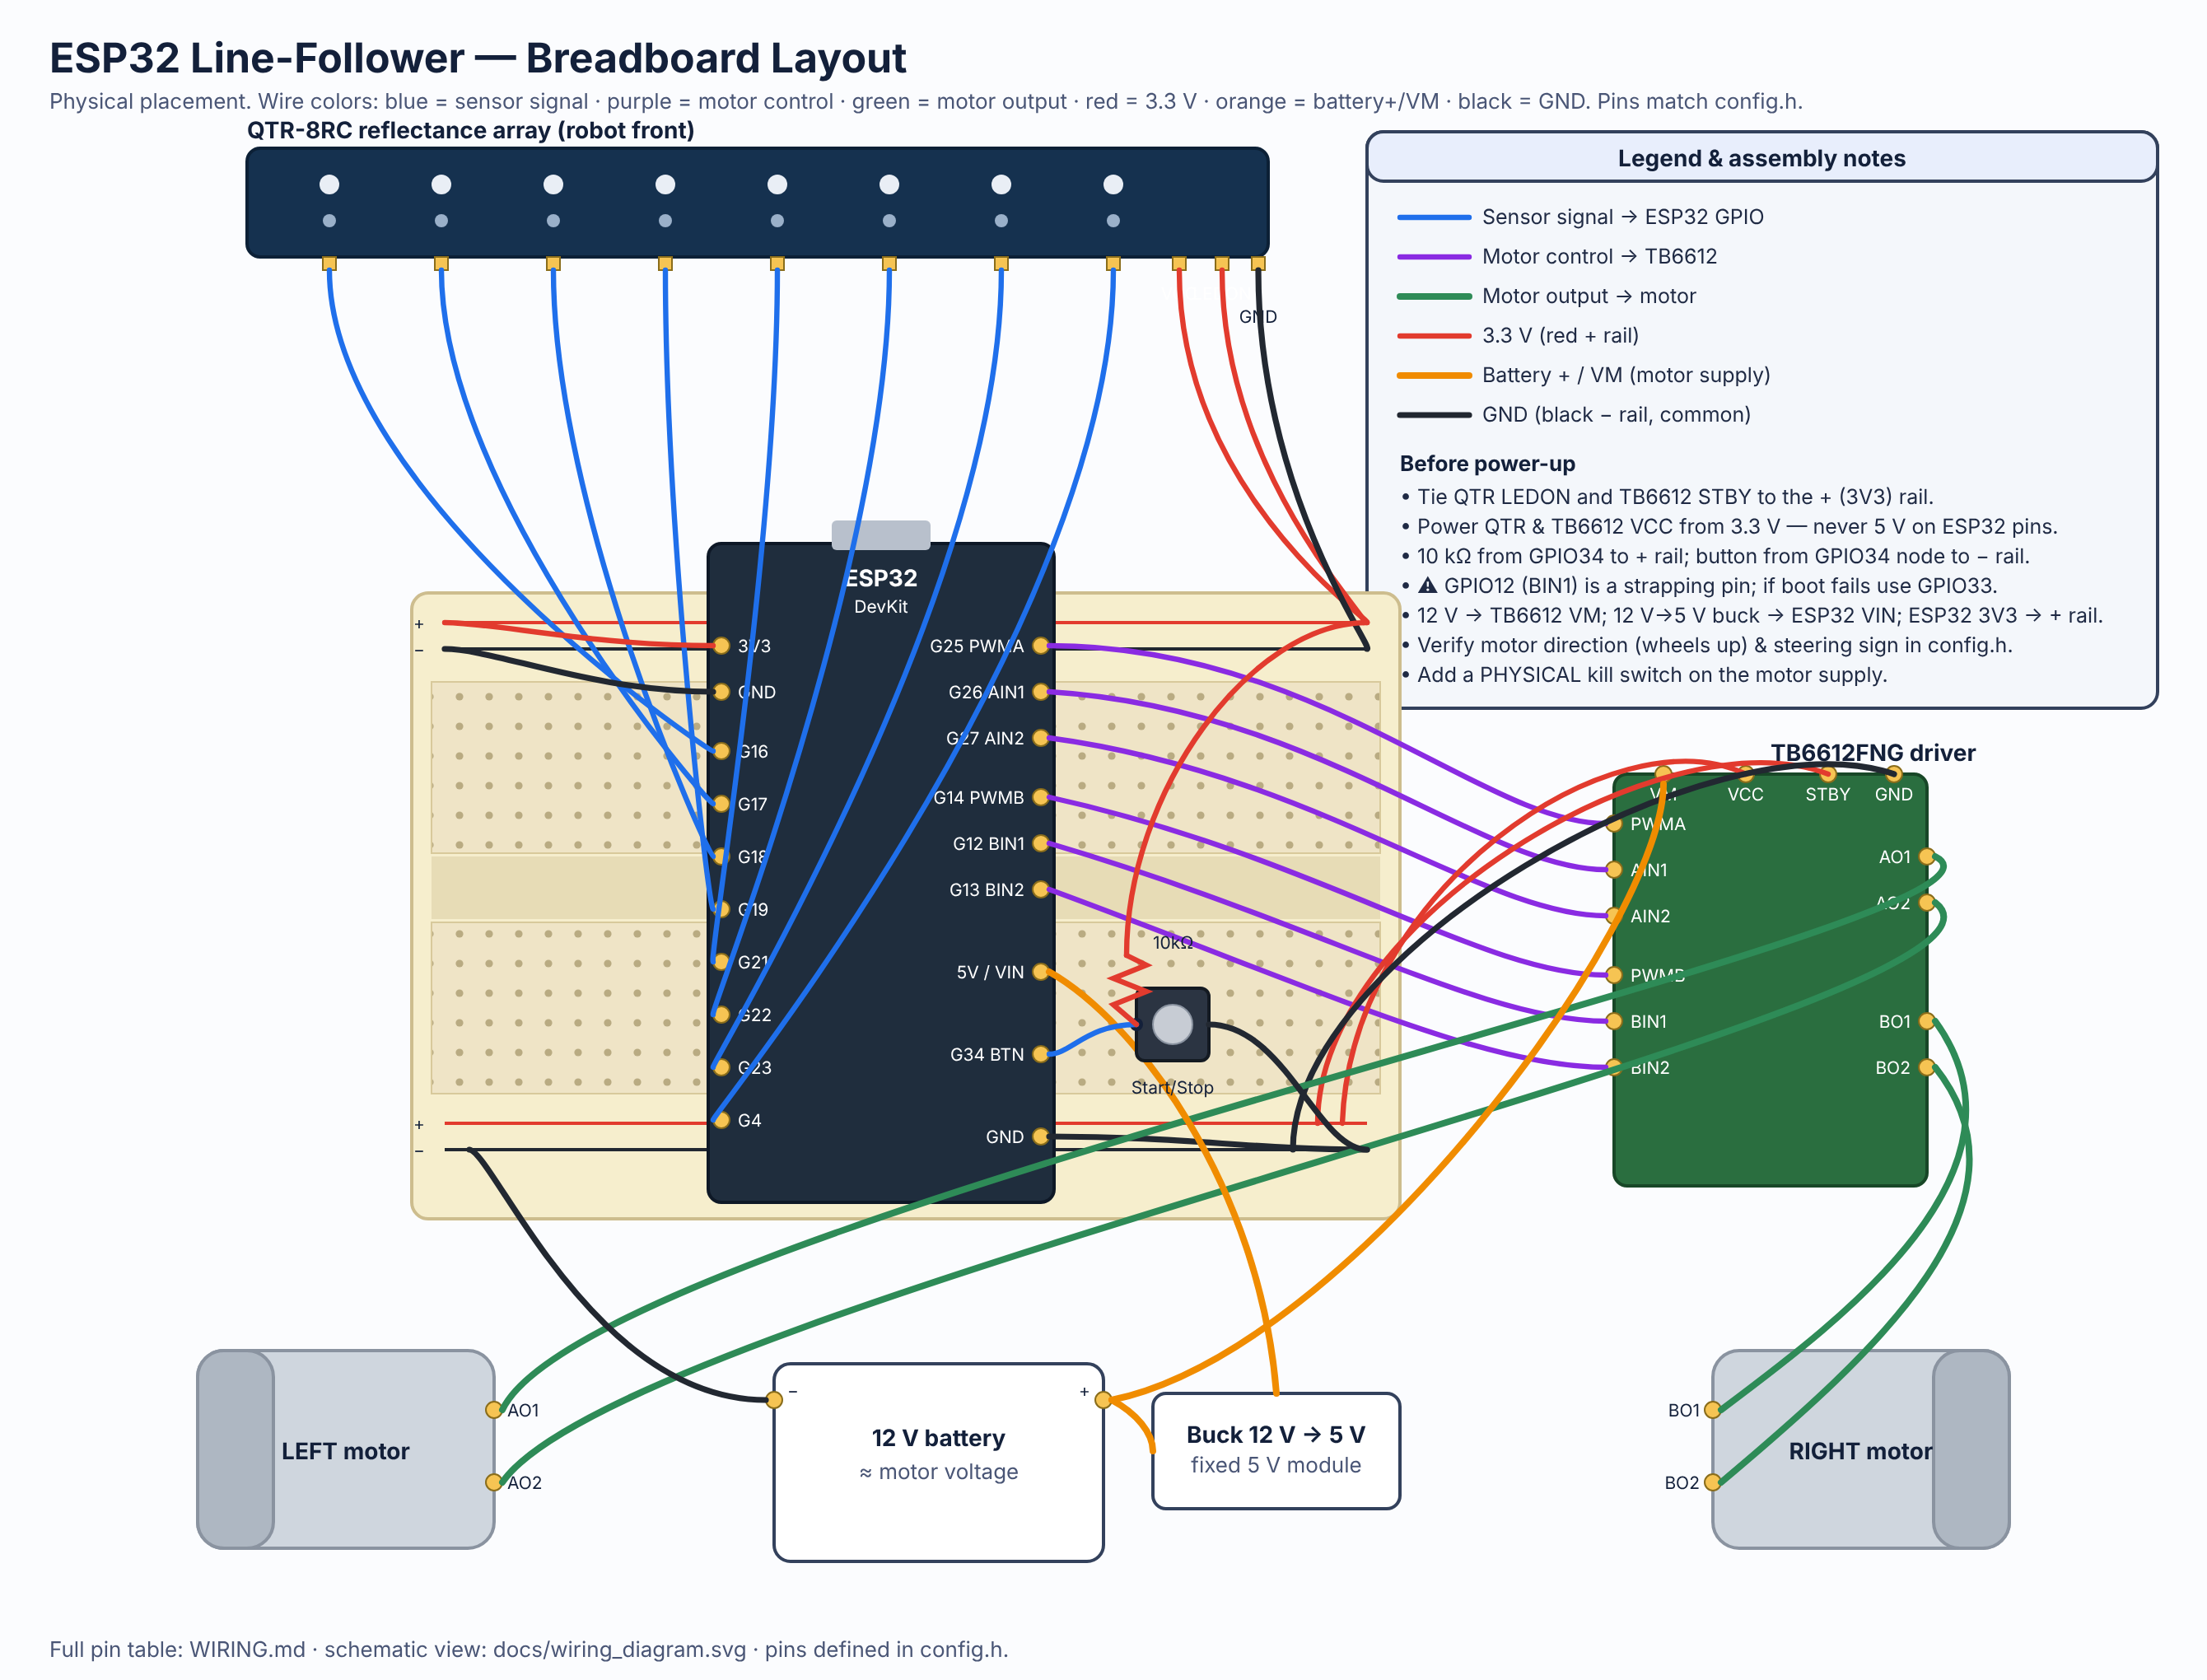 ESP32 Line-Follower — Breadboard Layout
Physical placement. Wire colors: blue = sensor signal · purple = motor control · green = motor output · red = 3.3 V · orange = battery+/VM · black = GND. Pins match config.h.
QTR-8RC reflectance array (robot front)
GND
Legend & assembly notes
Sensor signal → ESP32 GPIO
Motor control → TB6612
Motor output → motor
3.3 V (red + rail)
Battery + / VM (motor supply)
GND (black − rail, common)
Before power-up
• Tie QTR LEDON and TB6612 STBY to the + (3V3) rail.
• Power QTR & TB6612 VCC from 3.3 V — never 5 V on ESP32 pins.
• 10 kΩ from GPIO34 to + rail; button from GPIO34 node to − rail.
• ⚠ GPIO12 (BIN1) is a strapping pin; if boot fails use GPIO33.
• 12 V → TB6612 VM; 12 V→5 V buck → ESP32 VIN; ESP32 3V3 → + rail.
• Verify motor direction (wheels up) & steering sign in config.h.
• Add a PHYSICAL kill switch on the motor supply.
ESP32
DevKit
+
−
3V3
GND
G16
G17
G18
G19
G21
G22
G23
G4
+
−
G25 PWMA
G26 AIN1
G27 AIN2
G14 PWMB
G12 BIN1
G13 BIN2
5V / VIN
G34 BTN
GND
10kΩ
Start/Stop
TB6612FNG driver
VM
VCC
STBY
GND
PWMA
AIN1
AIN2
PWMB
BIN1
BIN2
AO1
AO2
BO1
BO2
LEFT motor
AO1
AO2
−
+
12 V battery
≈ motor voltage
Buck 12 V → 5 V
fixed 5 V module
BO1
BO2
RIGHT motor
Full pin table: WIRING.md · schematic view: docs/wiring_diagram.svg · pins defined in config.h.